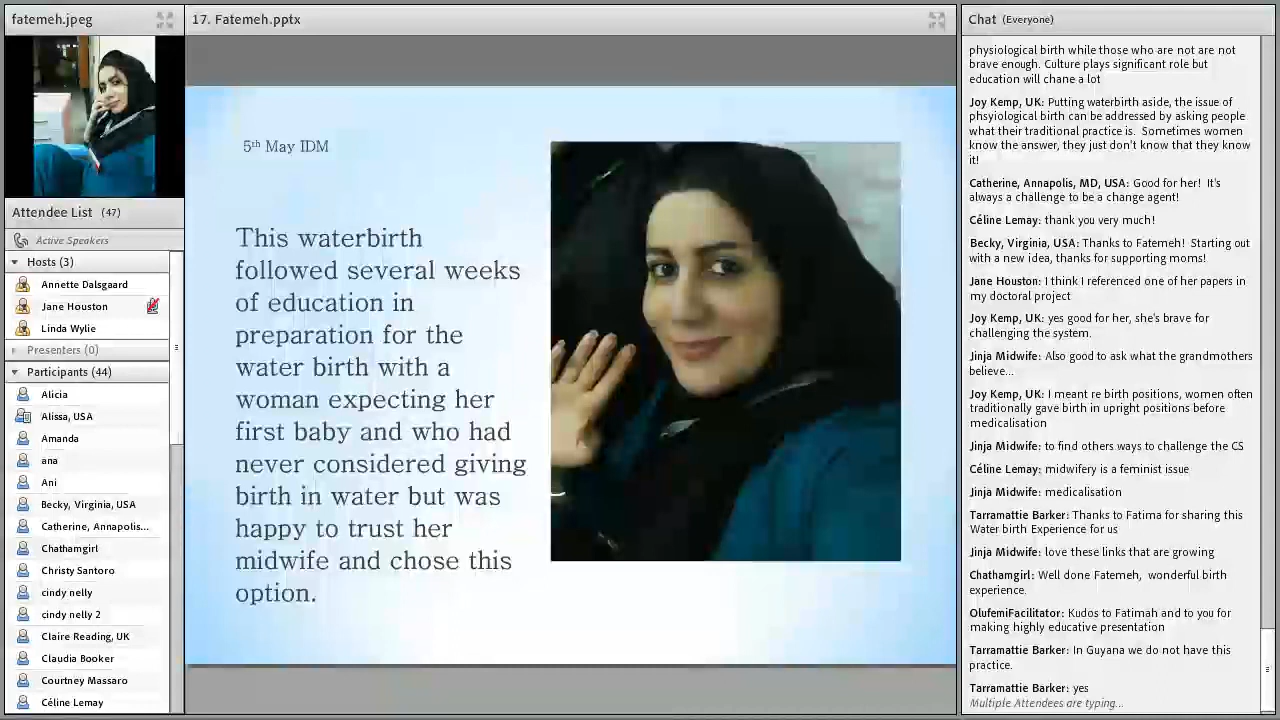 fatemeh.jpeg
17. Fatemeh.pptx
Chat (Everyone)
Attendee List (47)
Active Speakers
Hosts (3)
Annette Dalsgaard
Jane Houston
Linda Wylie
Presenters (0)
Participants (44)
Alicia
Alissa, USA
Amanda
ana
Ani
Becky, Virginia, USA
Catherine, Annapolis...
Chathamgirl
Christy Santoro
cindy nelly
cindy nelly 2
Claire Reading, UK
Claudia Booker
Courtney Massaro
Céline Lemay
5th May IDM
This waterbirth
followed several weeks
of education in
preparation for the
water birth with a
woman expecting her
first baby and who had
never considered giving
birth in water but was
happy to trust her
midwife and chose this
option.
physiological birth while those who are not are not
brave enough. Culture plays significant role but
education will chane a lot
Joy Kemp, UK: Putting waterbirth aside, the issue of
phsyiological birth can be addressed by asking people
what their traditional practice is. Sometimes women
know the answer, they just don't know that they know
it!
Catherine, Annapolis, MD, USA: Good for her! It's
always a challenge to be a change agent!
Céline Lemay: thank you very much!
Becky, Virginia, USA: Thanks to Fatemeh! Starting out
with a new idea, thanks for supporting moms!
Jane Houston: I think I referenced one of her papers in
my doctoral project
Joy Kemp, UK: yes good for her, she's brave for
challenging the system.
Jinja Midwife: Also good to ask what the grandmothers
believe...
Joy Kemp, UK: I meant re birth positions, women often
traditionally gave birth in upright positions before
medicalisation
Jinja Midwife: to find others ways to challenge the CS
Céline Lemay: midwifery is a feminist issue
Jinja Midwife: medicalisation
Tarramattie Barker: Thanks to Fatima for sharing this
Water birth Experience for us
Jinja Midwife: love these links that are growing
Chathamgirl: Well done Fatemeh, wonderful birth
experience.
OlufemiFacilitator: Kudos to Fatimah and to you for
making highly educative presentation
Tarramattie Barker: In Guyana we do not have this
practice.
Tarramattie Barker: yes
Multiple Attendees are typing...